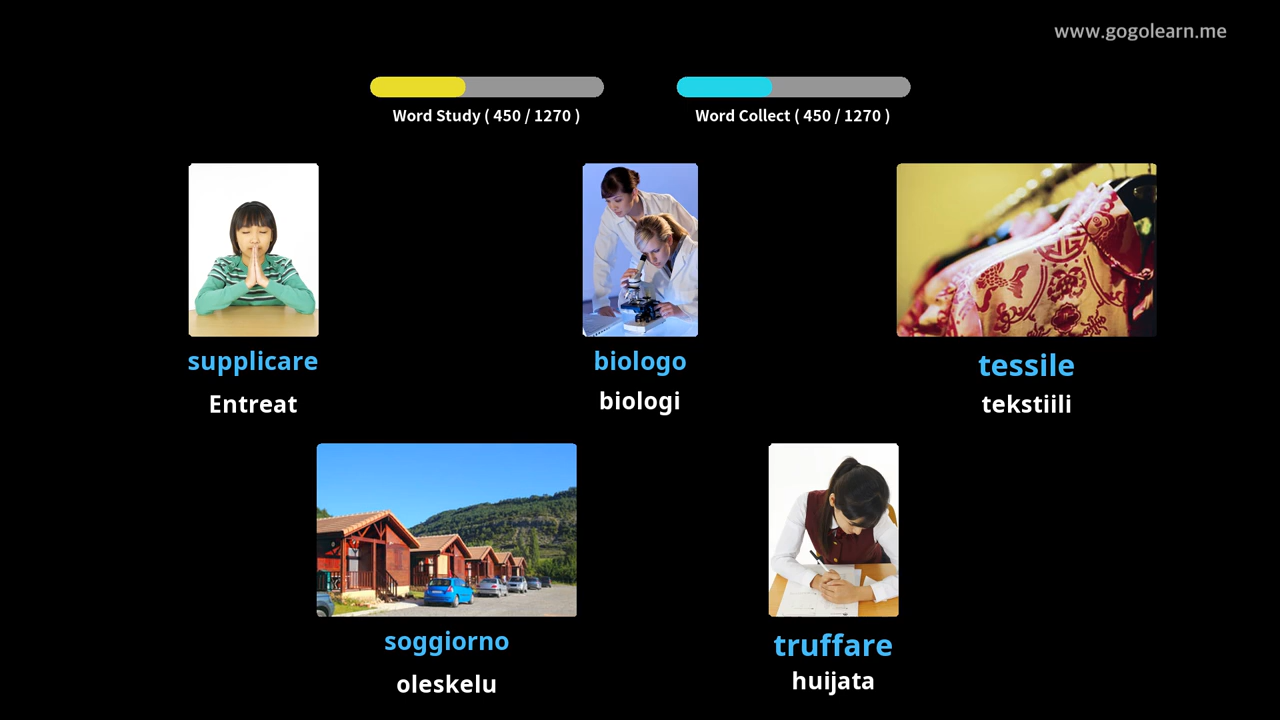 www.gogolearn.me
Word Study ( 450 / 1270 )
Word Collect ( 450 / 1270 )
supplicare
Entreat
biologo
biologi
tessile
tekstiili
soggiorno
oleskelu
truffare
huijata